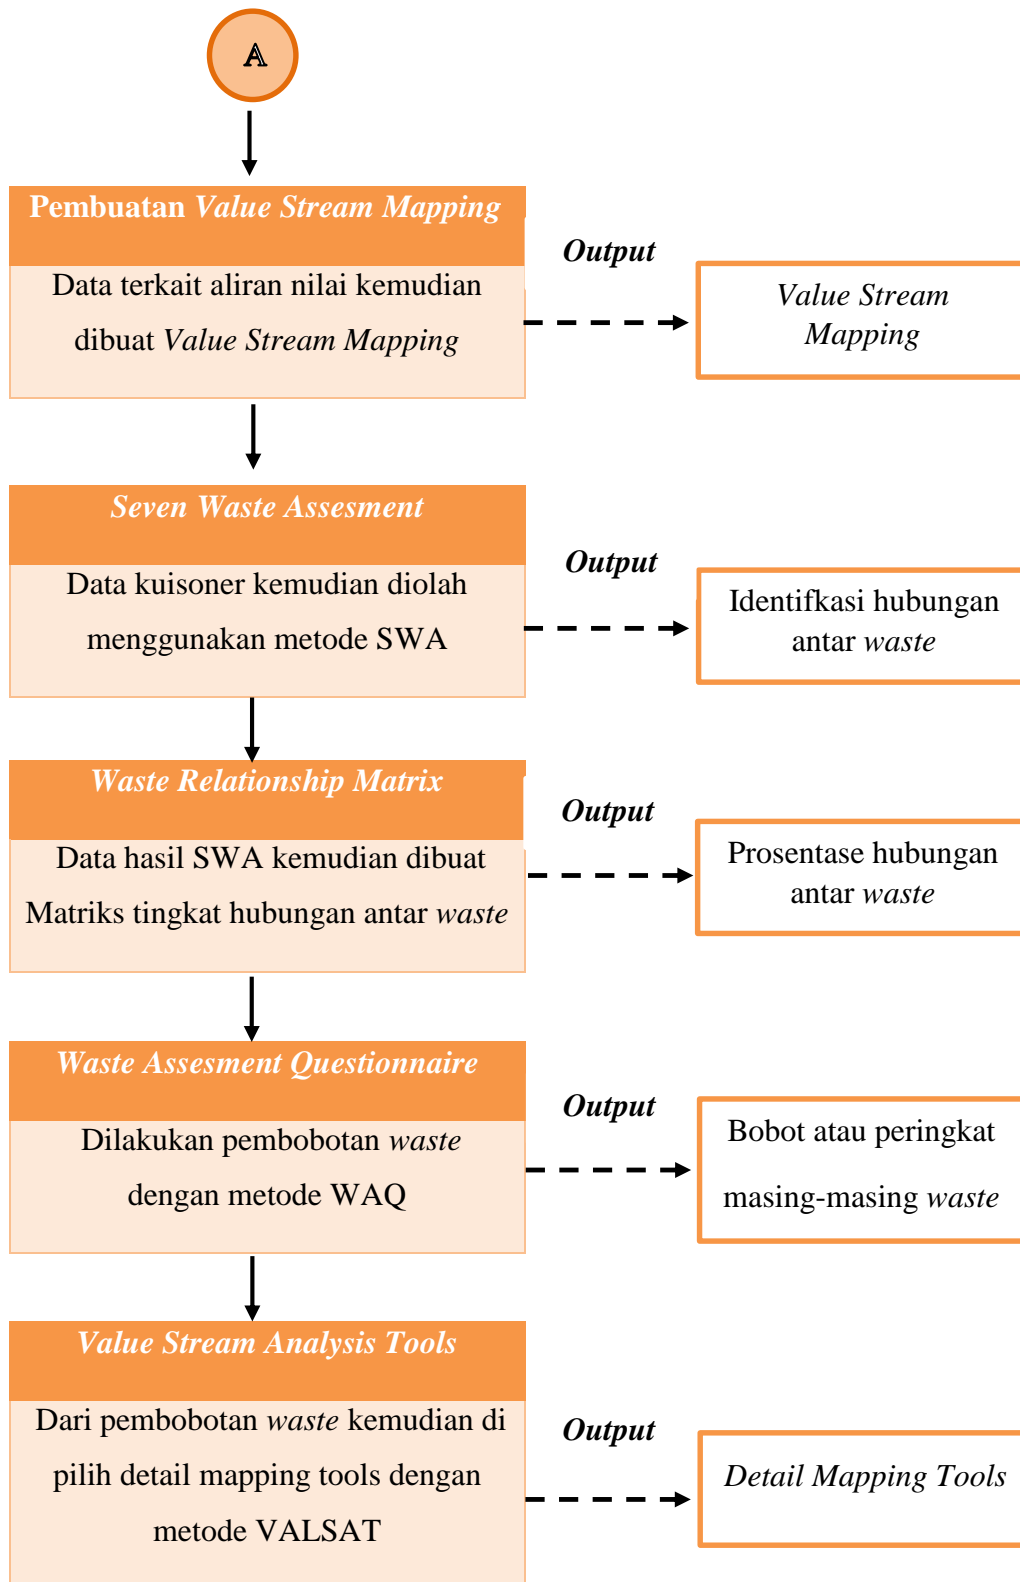 A
Pembuatan Value Stream Mapping
Data terkait aliran nilai kemudian
dibuat Value Stream Mapping
Output
Value Stream
Mapping
Seven Waste Assesment
Data kuisoner kemudian diolah
menggunakan metode SWA
Output
Identifkasi hubungan
antar waste
Waste Relationship Matrix
Data hasil SWA kemudian dibuat
Matriks tingkat hubungan antar waste
Output
Prosentase hubungan
antar waste
Waste Assesment Questionnaire
Dilakukan pembobotan waste
dengan metode WAQ
Output
Bobot atau peringkat
masing-masing waste
Value Stream Analysis Tools
Dari pembobotan waste kemudian di
pilih detail mapping tools dengan
metode VALSAT
Output
Detail Mapping Tools